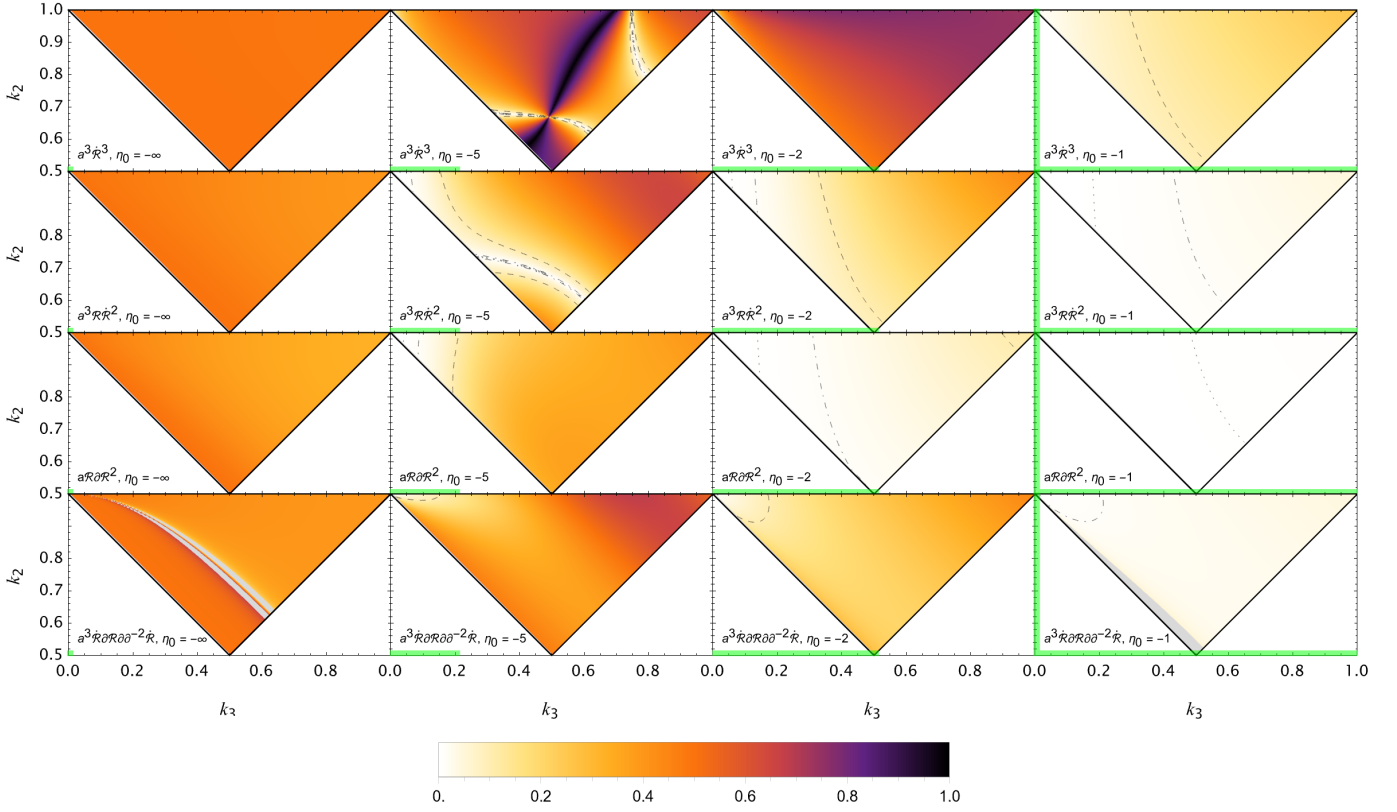 1.0
0.9
0.8
0.7
0.6
0.5
k₂
a³Ṙ³, η₀ = −∞
a³Ṙ³, η₀ = −5
a³Ṙ³, η₀ = −2
a³Ṙ³, η₀ = −1
0.8
0.7
0.6
0.5
k₂
a³RṘ², η₀ = −∞
a³RṘ², η₀ = −5
a³RṘ², η₀ = −2
a³RṘ², η₀ = −1
0.8
0.7
0.6
0.5
k₂
aR∂R², η₀ = −∞
aR∂R², η₀ = −5
aR∂R², η₀ = −2
aR∂R², η₀ = −1
0.8
0.7
0.6
0.5
k₂
a³Ṙ∂R∂∂⁻²Ṙ, η₀ = −∞
a³Ṙ∂R∂∂⁻²Ṙ, η₀ = −5
a³Ṙ∂R∂∂⁻²Ṙ, η₀ = −2
a³Ṙ∂R∂∂⁻²Ṙ, η₀ = −1
0.0 0.2 0.4 0.6 0.8 0.0 0.2 0.4 0.6 0.8 0.0 0.2 0.4 0.6 0.8 0.0 0.2 0.4 0.6 0.8 1.0
k₃ k₃ k₃ k₃
0. 0.2 0.4 0.6 0.8 1.0